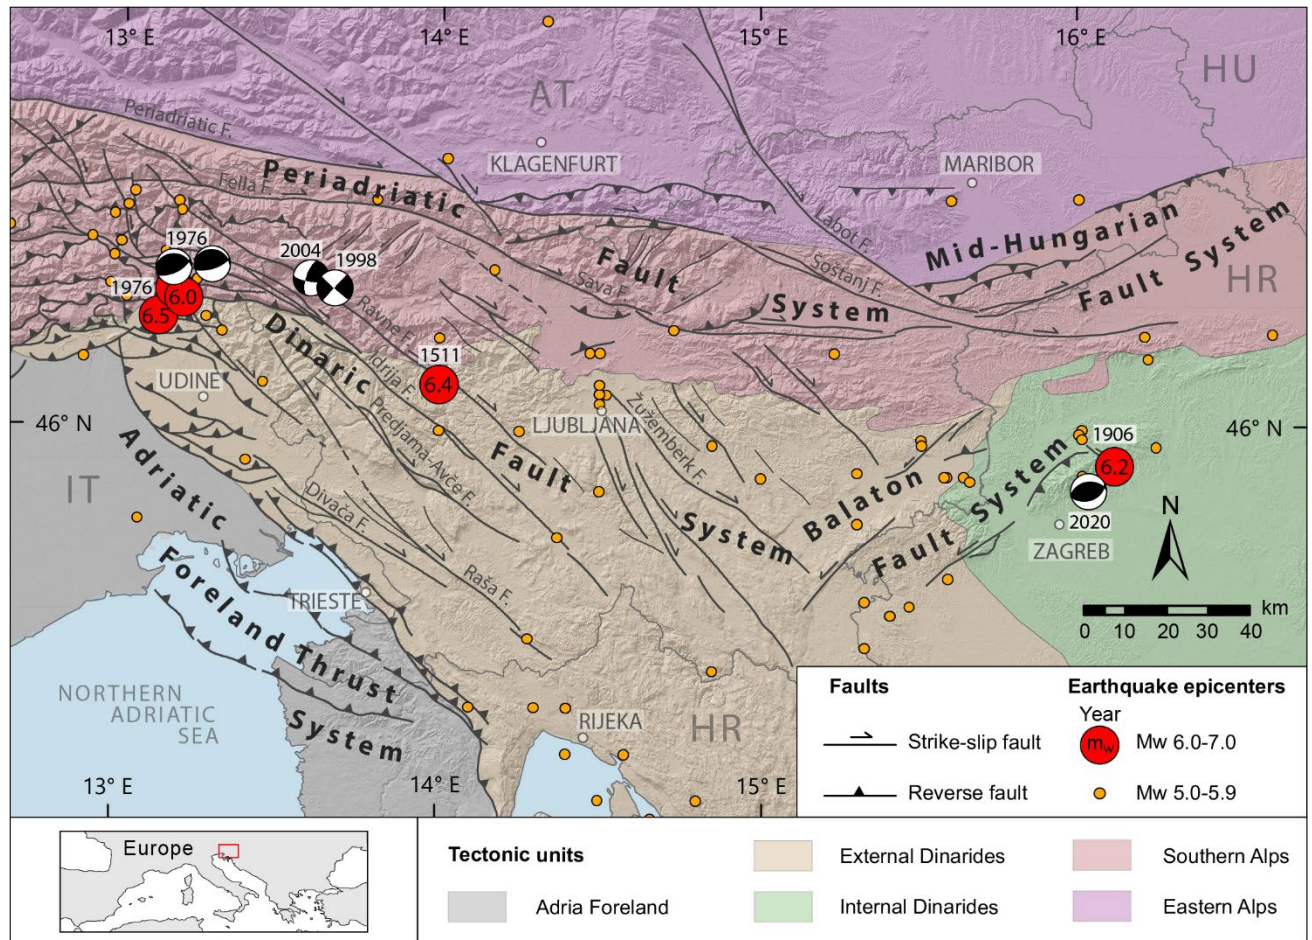 13° E
14° E
15° E
16° E
HU
AT
Periadriatic F.
KLAGENFURT
MARIBOR
Periadriatic
Fella F.
Labot F.
Mid-Hungarian
1976
2004
1998
Fault
Šoštanj F.
Fault System
HR
1976
6.0
6.5
Sava F.
System
Ravne F.
Dinaric
1511
6.4
Idrija F.
UDINE
Predjama Avče F.
LJUBLJANA
Žužemberk F.
46° N
46° N
1906
6.2
Adriatic
Fault
System
Balaton
Fault System
IT
Divača F.
2020
N
ZAGREB
Raša F.
TRIESTE
Foreland Thrust
System
km
0 10 20 30 40
NORTHERN
ADRIATIC
SEA
RIJEKA
HR
13° E
14° E
15° E
Faults
Earthquake epicenters
Year
Strike-slip fault
mw
Mw 6.0-7.0
Reverse fault
Mw 5.0-5.9
Europe
Tectonic units
External Dinarides
Southern Alps
Adria Foreland
Internal Dinarides
Eastern Alps